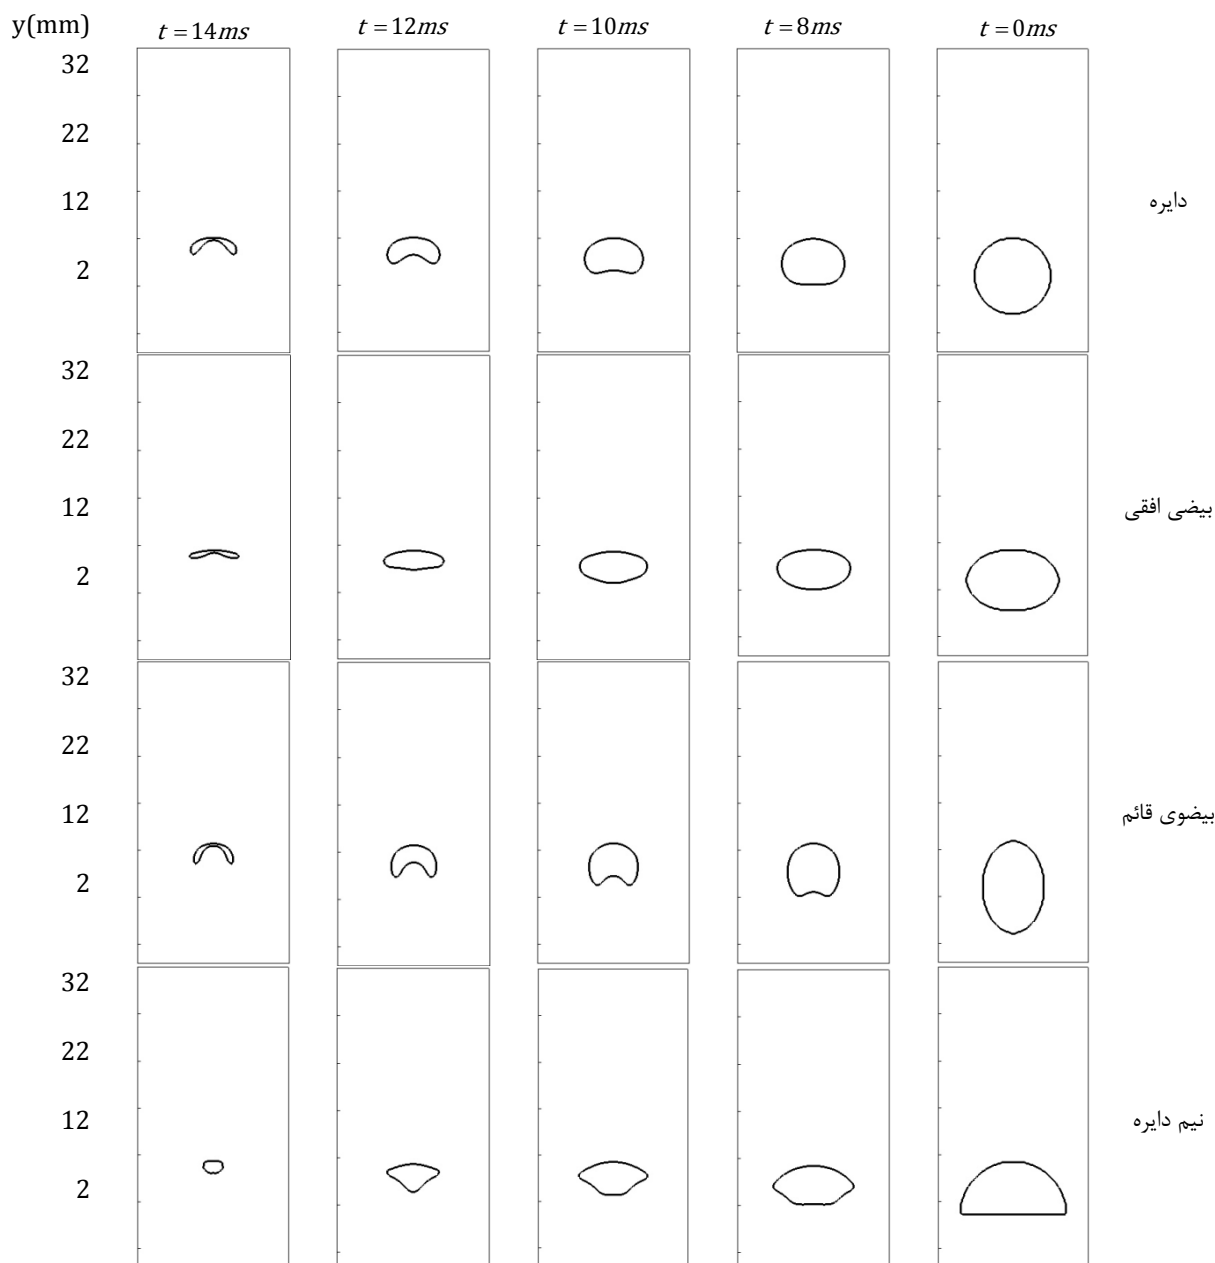 y(mm) t = 14ms t = 12ms t = 10ms t = 8ms t = 0ms
32
22
12 دایره
2
32
22
12 بیضی افقی
2
32
22
12 بیضوی قائم
2
32
22
12 نیم دایره
2